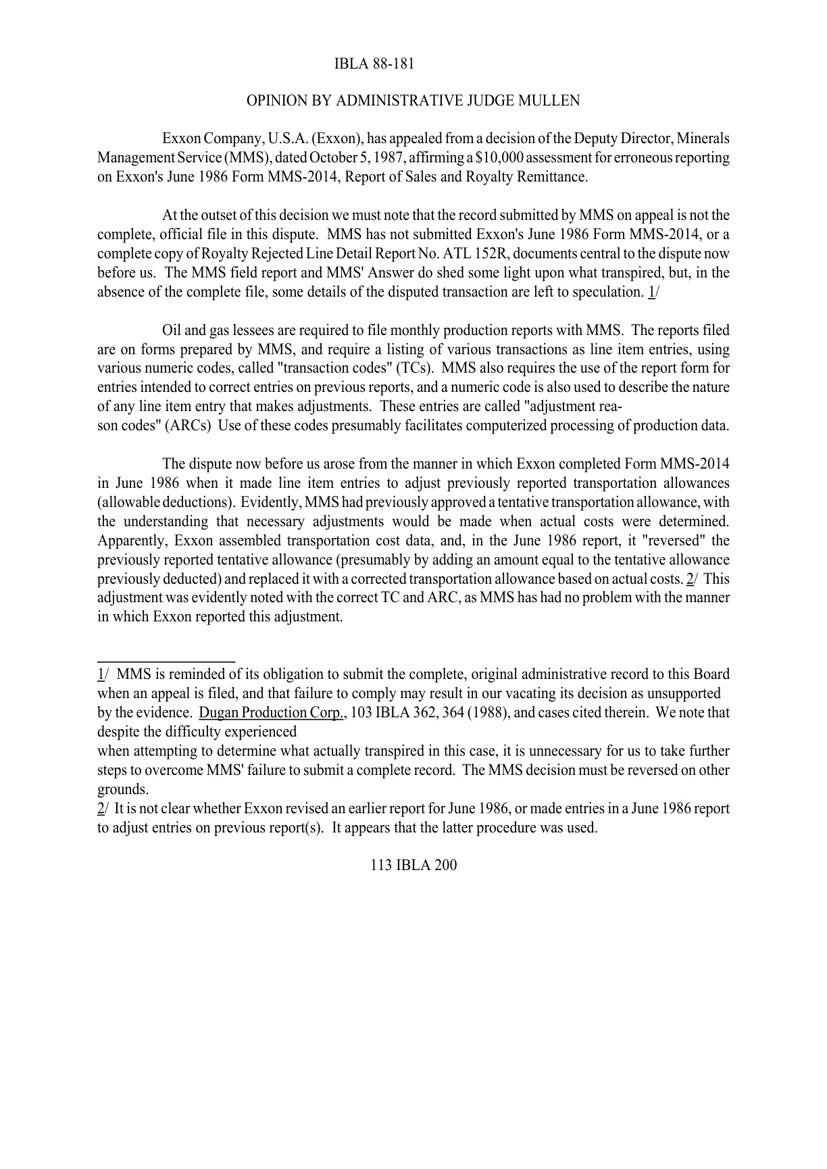 IBLA 88-181
OPINION BY ADMINISTRATIVE JUDGE MULLEN
Exxon Company, U.S.A. (Exxon), has appealed from a decision of the Deputy Director, Minerals
Management Service (MMS), dated October 5, 1987, affirming a $10,000 assessment for erroneous reporting
on Exxon's June 1986 Form MMS-2014, Report of Sales and Royalty Remittance.
At the outset of this decision we must note that the record submitted by MMS on appeal is not the
complete, official file in this dispute. MMS has not submitted Exxon's June 1986 Form MMS-2014, or a
complete copy of Royalty Rejected Line Detail Report No. ATL 152R, documents central to the dispute now
before us. The MMS field report and MMS' Answer do shed some light upon what transpired, but, in the
absence of the complete file, some details of the disputed transaction are left to speculation. 1/
Oil and gas lessees are required to file monthly production reports with MMS. The reports filed
are on forms prepared by MMS, and require a listing of various transactions as line item entries, using
various numeric codes, called "transaction codes" (TCs). MMS also requires the use of the report form for
entries intended to correct entries on previous reports, and a numeric code is also used to describe the nature
of any line item entry that makes adjustments. These entries are called "adjustment rea-
son codes" (ARCs) Use of these codes presumably facilitates computerized processing of production data.
The dispute now before us arose from the manner in which Exxon completed Form MMS-2014
in June 1986 when it made line item entries to adjust previously reported transportation allowances
(allowable deductions). Evidently, MMS had previously approved a tentative transportation allowance, with
the understanding that necessary adjustments would be made when actual costs were determined.
Apparently, Exxon assembled transportation cost data, and, in the June 1986 report, it "reversed" the
previously reported tentative allowance (presumably by adding an amount equal to the tentative allowance
previously deducted) and replaced it with a corrected transportation allowance based on actual costs. 2/ This
adjustment was evidently noted with the correct TC and ARC, as MMS has had no problem with the manner
in which Exxon reported this adjustment.
1/ MMS is reminded of its obligation to submit the complete, original administrative record to this Board
when an appeal is filed, and that failure to comply may result in our vacating its decision as unsupported
by the evidence. Dugan Production Corp., 103 IBLA 362, 364 (1988), and cases cited therein. We note that
despite the difficulty experienced
when attempting to determine what actually transpired in this case, it is unnecessary for us to take further
steps to overcome MMS' failure to submit a complete record. The MMS decision must be reversed on other
grounds.
2/ It is not clear whether Exxon revised an earlier report for June 1986, or made entries in a June 1986 report
to adjust entries on previous report(s). It appears that the latter procedure was used.
113 IBLA 200